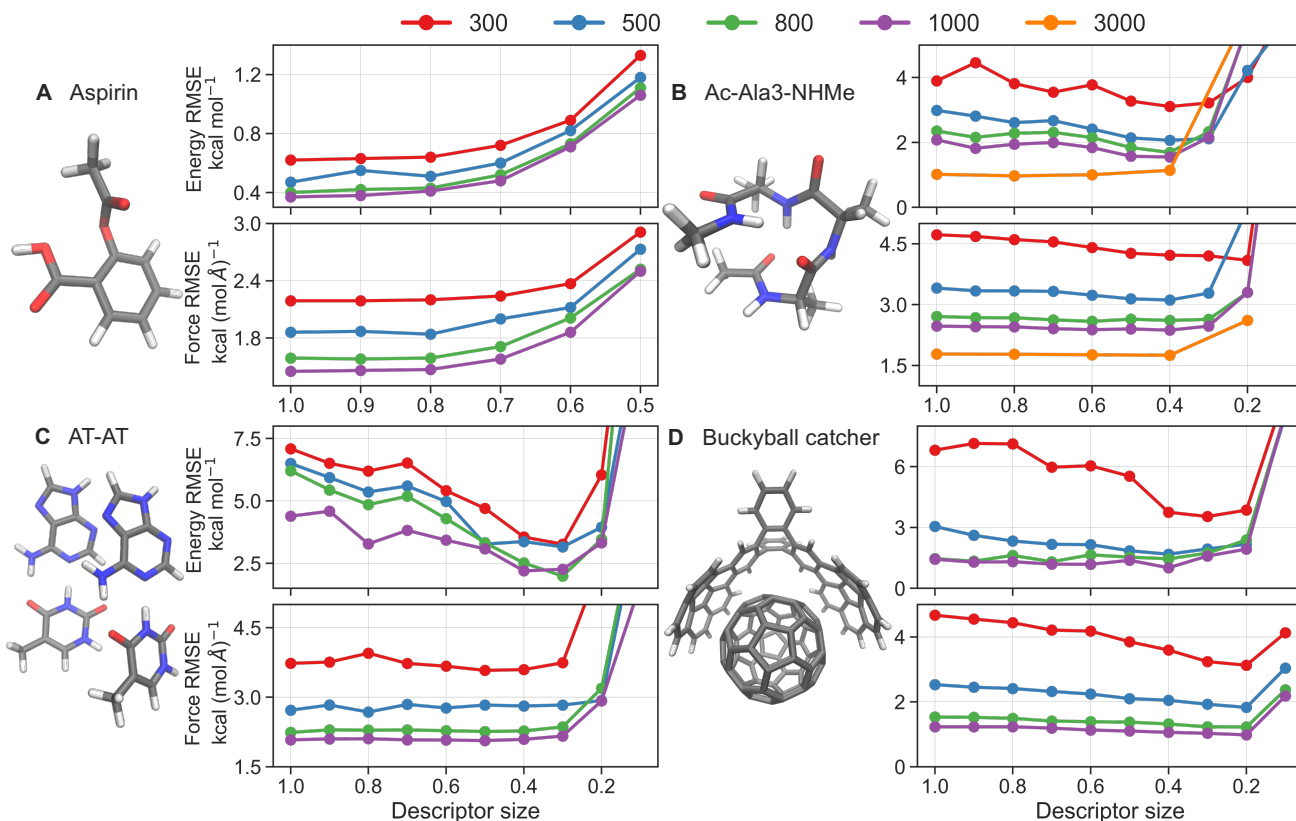 300 500 800 1000 3000
A Aspirin
Energy RMSE
kcal mol−1
1.2
0.8
0.4
Force RMSE
kcal (molÅ)−1
3.0
2.4
1.8
1.0 0.9 0.8 0.7 0.6 0.5
B Ac-Ala3-NHMe
4
2
0
4.5
3.0
1.5
1.0 0.8 0.6 0.4 0.2
C AT-AT
Energy RMSE
kcal mol−1
7.5
5.0
2.5
Force RMSE
kcal (molÅ)−1
4.5
3.0
1.5
1.0 0.8 0.6 0.4 0.2
Descriptor size
D Buckyball catcher
6
3
0
4
2
0
1.0 0.8 0.6 0.4 0.2
Descriptor size